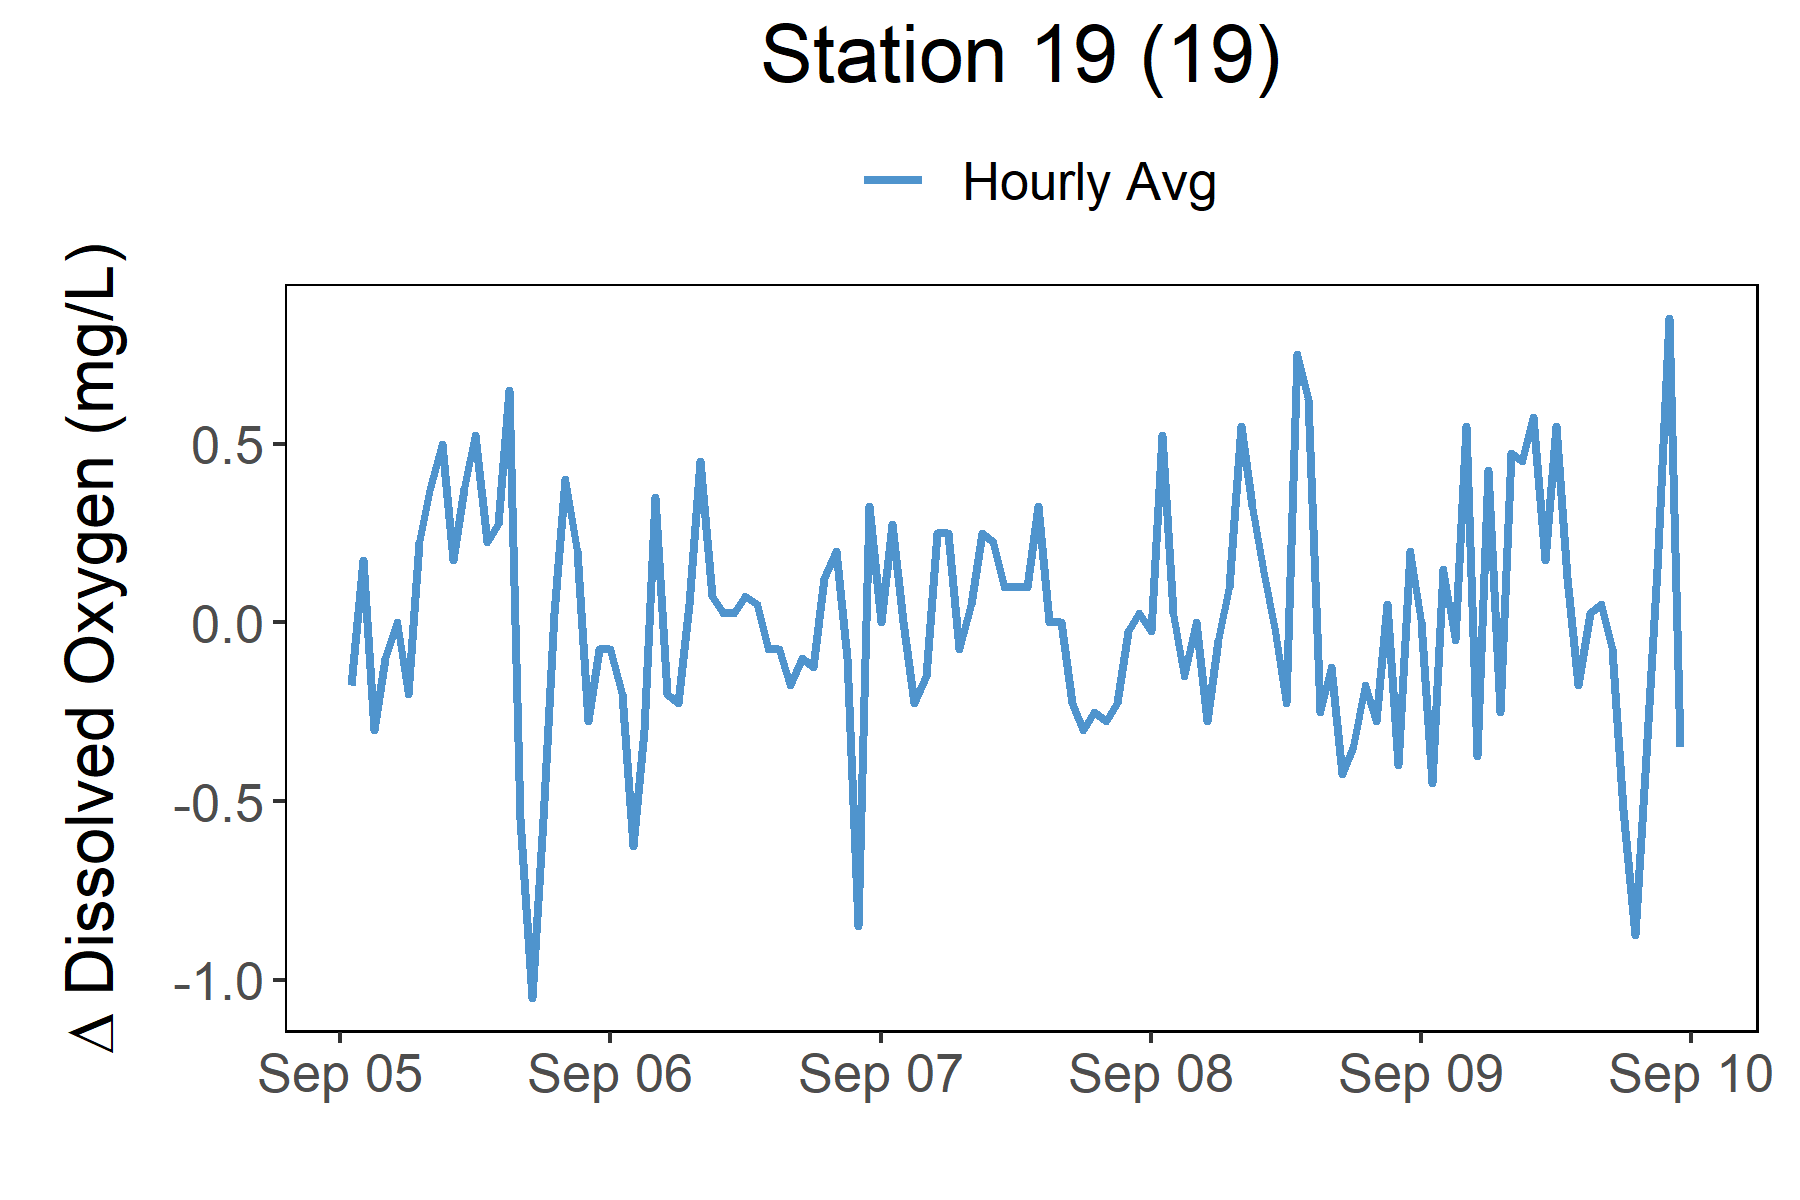 Station 19 (19)
Hourly Avg
Δ Dissolved Oxygen (mg/L)
0.5
0.0
-0.5
-1.0
Sep 05 Sep 06 Sep 07 Sep 08 Sep 09 Sep 10